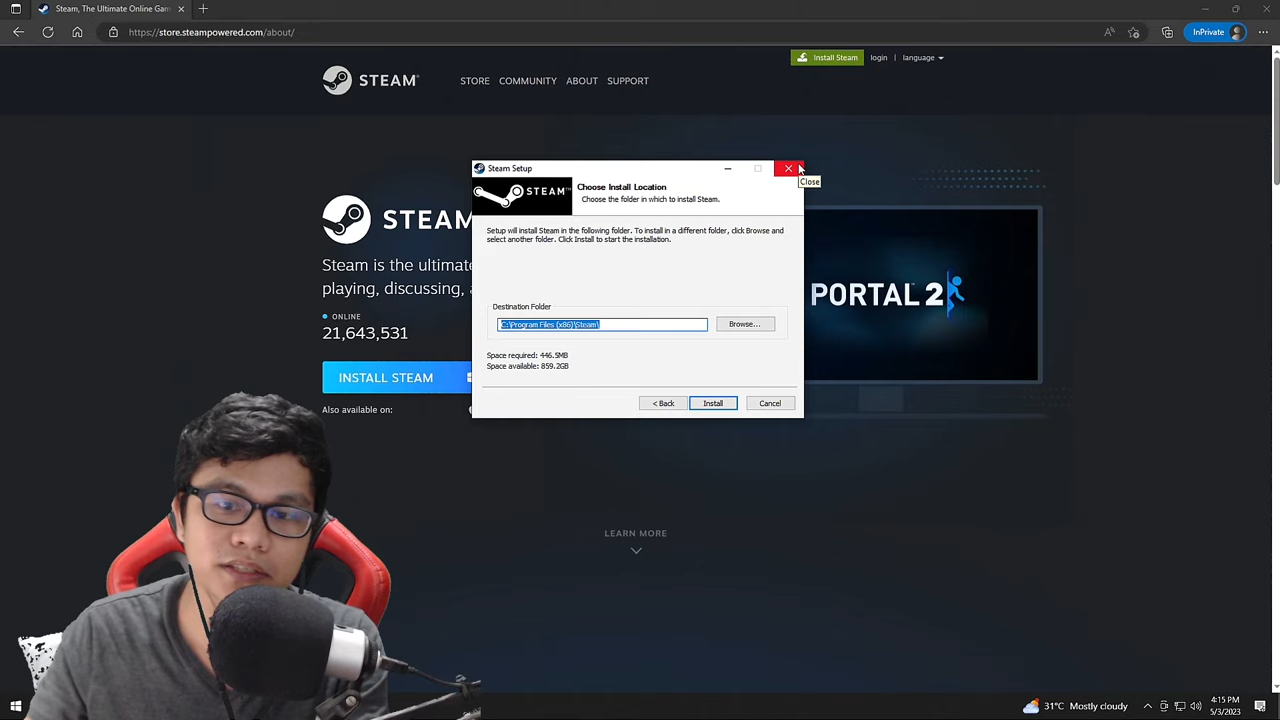 Steam, The Ultimate Online Gam
https://store.steampowered.com/about/
InPrivate
Install Steam
login
|
language
STEAM
STORE
COMMUNITY
ABOUT
SUPPORT
Steam Setup
Close
STEAM™
Choose Install Location
Choose the folder in which to install Steam.
Setup will install Steam in the following folder. To install in a different folder, click Browse and
select another folder. Click Install to start the installation.
Destination Folder
C:\Program Files (x86)\Steam\
Browse...
Space required: 446.5MB
Space available: 859.2GB
< Back
Install
Cancel
STEAM
Steam is the ultimate
playing, discussing, a
ONLINE
21,643,531
INSTALL STEAM
Also available on:
PORTAL 2
LEARN MORE
31°C Mostly cloudy
4:15 PM
5/3/2023